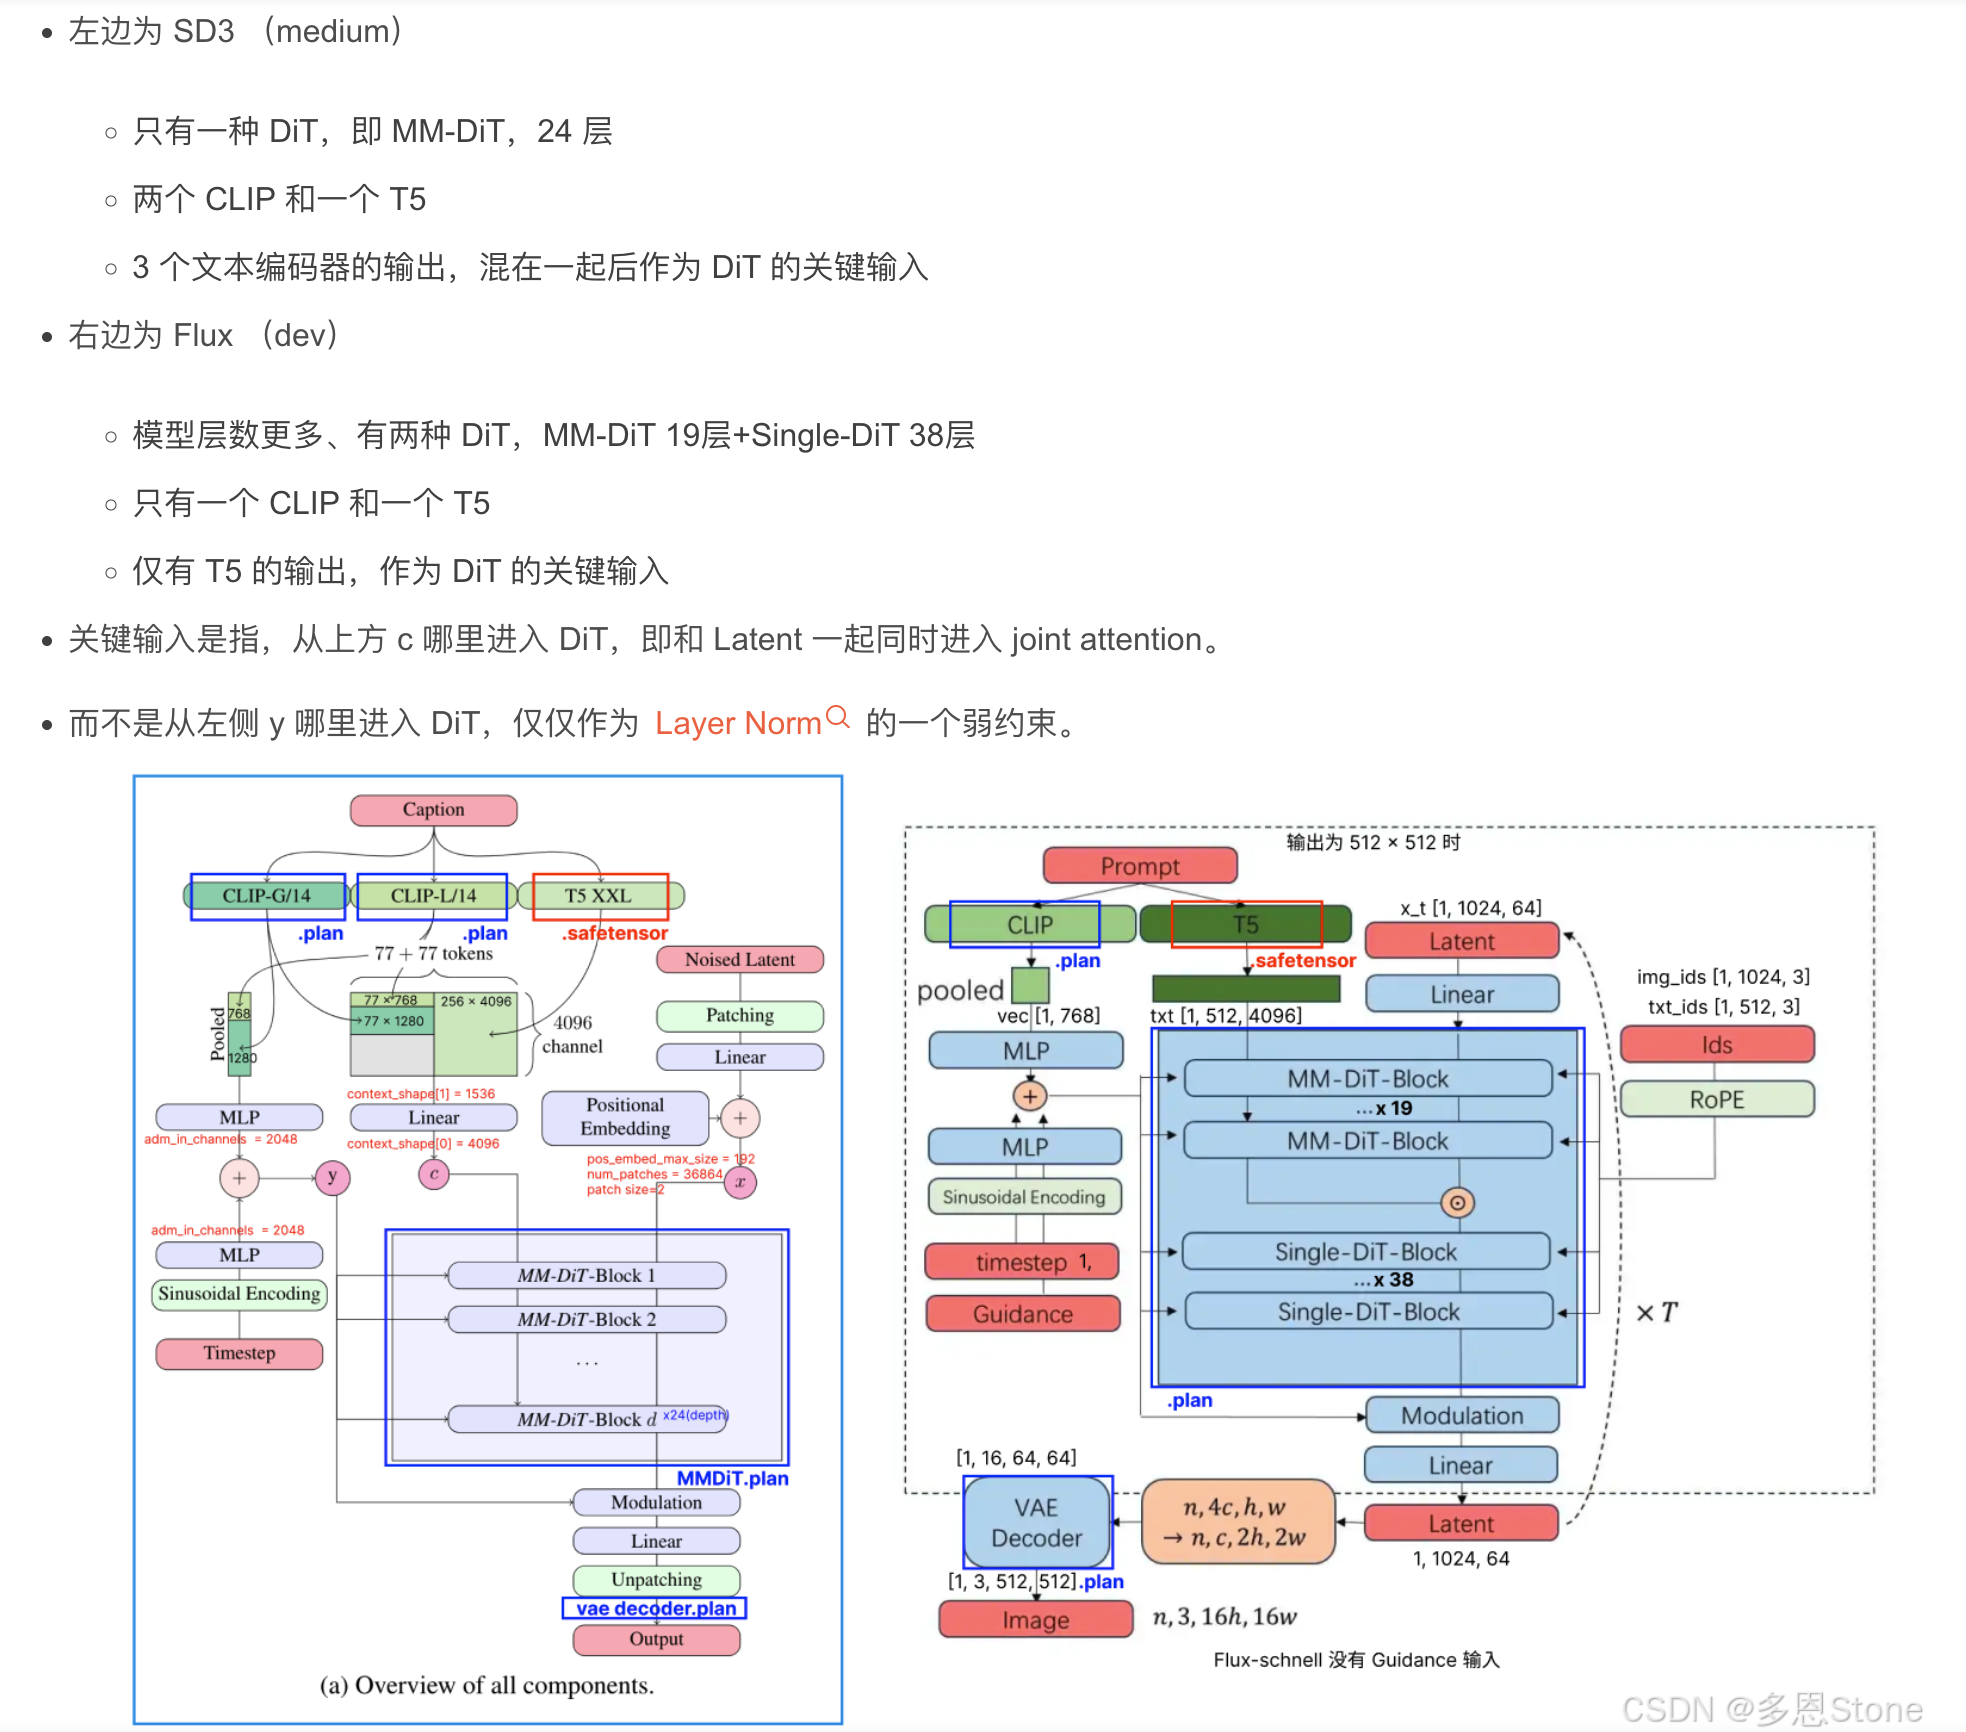 左边为 SD3 （medium）
只有一种 DiT，即 MM-DiT，24 层
两个 CLIP 和一个 T5
3 个文本编码器的输出，混在一起后作为 DiT 的关键输入
右边为 Flux （dev）
模型层数更多、有两种 DiT，MM-DiT 19层+Single-DiT 38层
只有一个 CLIP 和一个 T5
仅有 T5 的输出，作为 DiT 的关键输入
关键输入是指，从上方 c 哪里进入 DiT，即和 Latent 一起同时进入 joint attention。
而不是从左侧 y 哪里进入 DiT，仅仅作为 Layer Norm 的一个弱约束。
Caption
CLIP-G/14
CLIP-L/14
T5 XXL
.plan
.plan
.safetensor
77 + 77 tokens
Noised Latent
Pooled
768
1280
77 × 768
77 × 1280
256 × 4096
4096
channel
Patching
Linear
context_shape[1] = 1536
MLP
Linear
Positional
Embedding
+
adm_in_channels = 2048
context_shape[0] = 4096
pos_embed_max_size = 192
num_patches = 36864
patch size=2
+
y
c
x
adm_in_channels = 2048
MLP
Sinusoidal Encoding
Timestep
MM-DiT-Block 1
MM-DiT-Block 2
. . .
MM-DiT-Block d x24(depth)
MMDiT.plan
Modulation
Linear
Unpatching
vae decoder.plan
Output
(a) Overview of all components.
输出为 512 × 512 时
Prompt
CLIP
T5
.plan
.safetensor
x_t [1, 1024, 64]
Latent
Linear
pooled
vec [1, 768]
txt [1, 512, 4096]
img_ids [1, 1024, 3]
txt_ids [1, 512, 3]
Ids
RoPE
MLP
+
MLP
Sinusoidal Encoding
timestep 1,
Guidance
MM-DiT-Block
...x 19
MM-DiT-Block
Single-DiT-Block
...x 38
Single-DiT-Block
× T
.plan
Modulation
Linear
Latent
1, 1024, 64
[1, 16, 64, 64]
VAE
Decoder
n, 4c, h, w
→ n, c, 2h, 2w
[1, 3, 512, 512].plan
Image
n, 3, 16h, 16w
Flux-schnell 没有 Guidance 输入
CSDN @多恩Stone